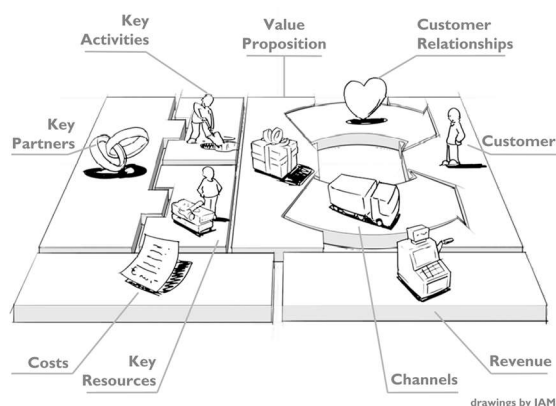 Key
Activities
Value
Proposition
Customer
Relationships
Key
Partners
Customer
Costs
Key
Resources
Channels
Revenue
drawings by JAM